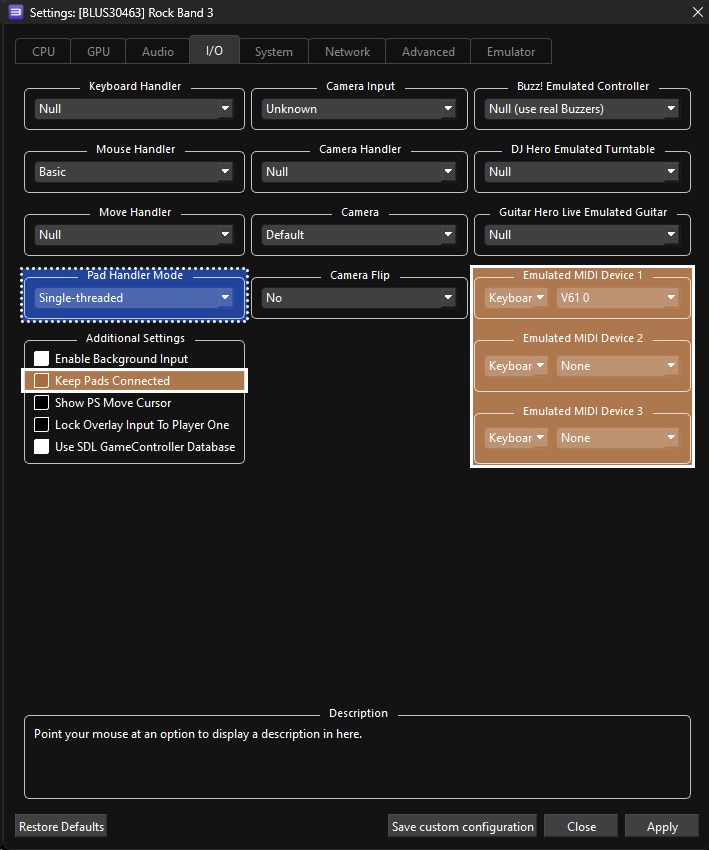 Settings: [BLUS30463] Rock Band 3
CPU GPU Audio I/O System Network Advanced Emulator
Keyboard Handler
Null
Camera Input
Unknown
Buzz! Emulated Controller
Null (use real Buzzers)
Mouse Handler
Basic
Camera Handler
Null
DJ Hero Emulated Turntable
Null
Move Handler
Null
Camera
Default
Guitar Hero Live Emulated Guitar
Null
Pad Handler Mode
Single-threaded
Camera Flip
No
Emulated MIDI Device 1
Keyboar V61 0
Additional Settings
Enable Background Input
Keep Pads Connected
Show PS Move Cursor
Lock Overlay Input To Player One
Use SDL GameController Database
Emulated MIDI Device 2
Keyboar None
Emulated MIDI Device 3
Keyboar None
Description
Point your mouse at an option to display a description in here.
Restore Defaults Save custom configuration Close Apply